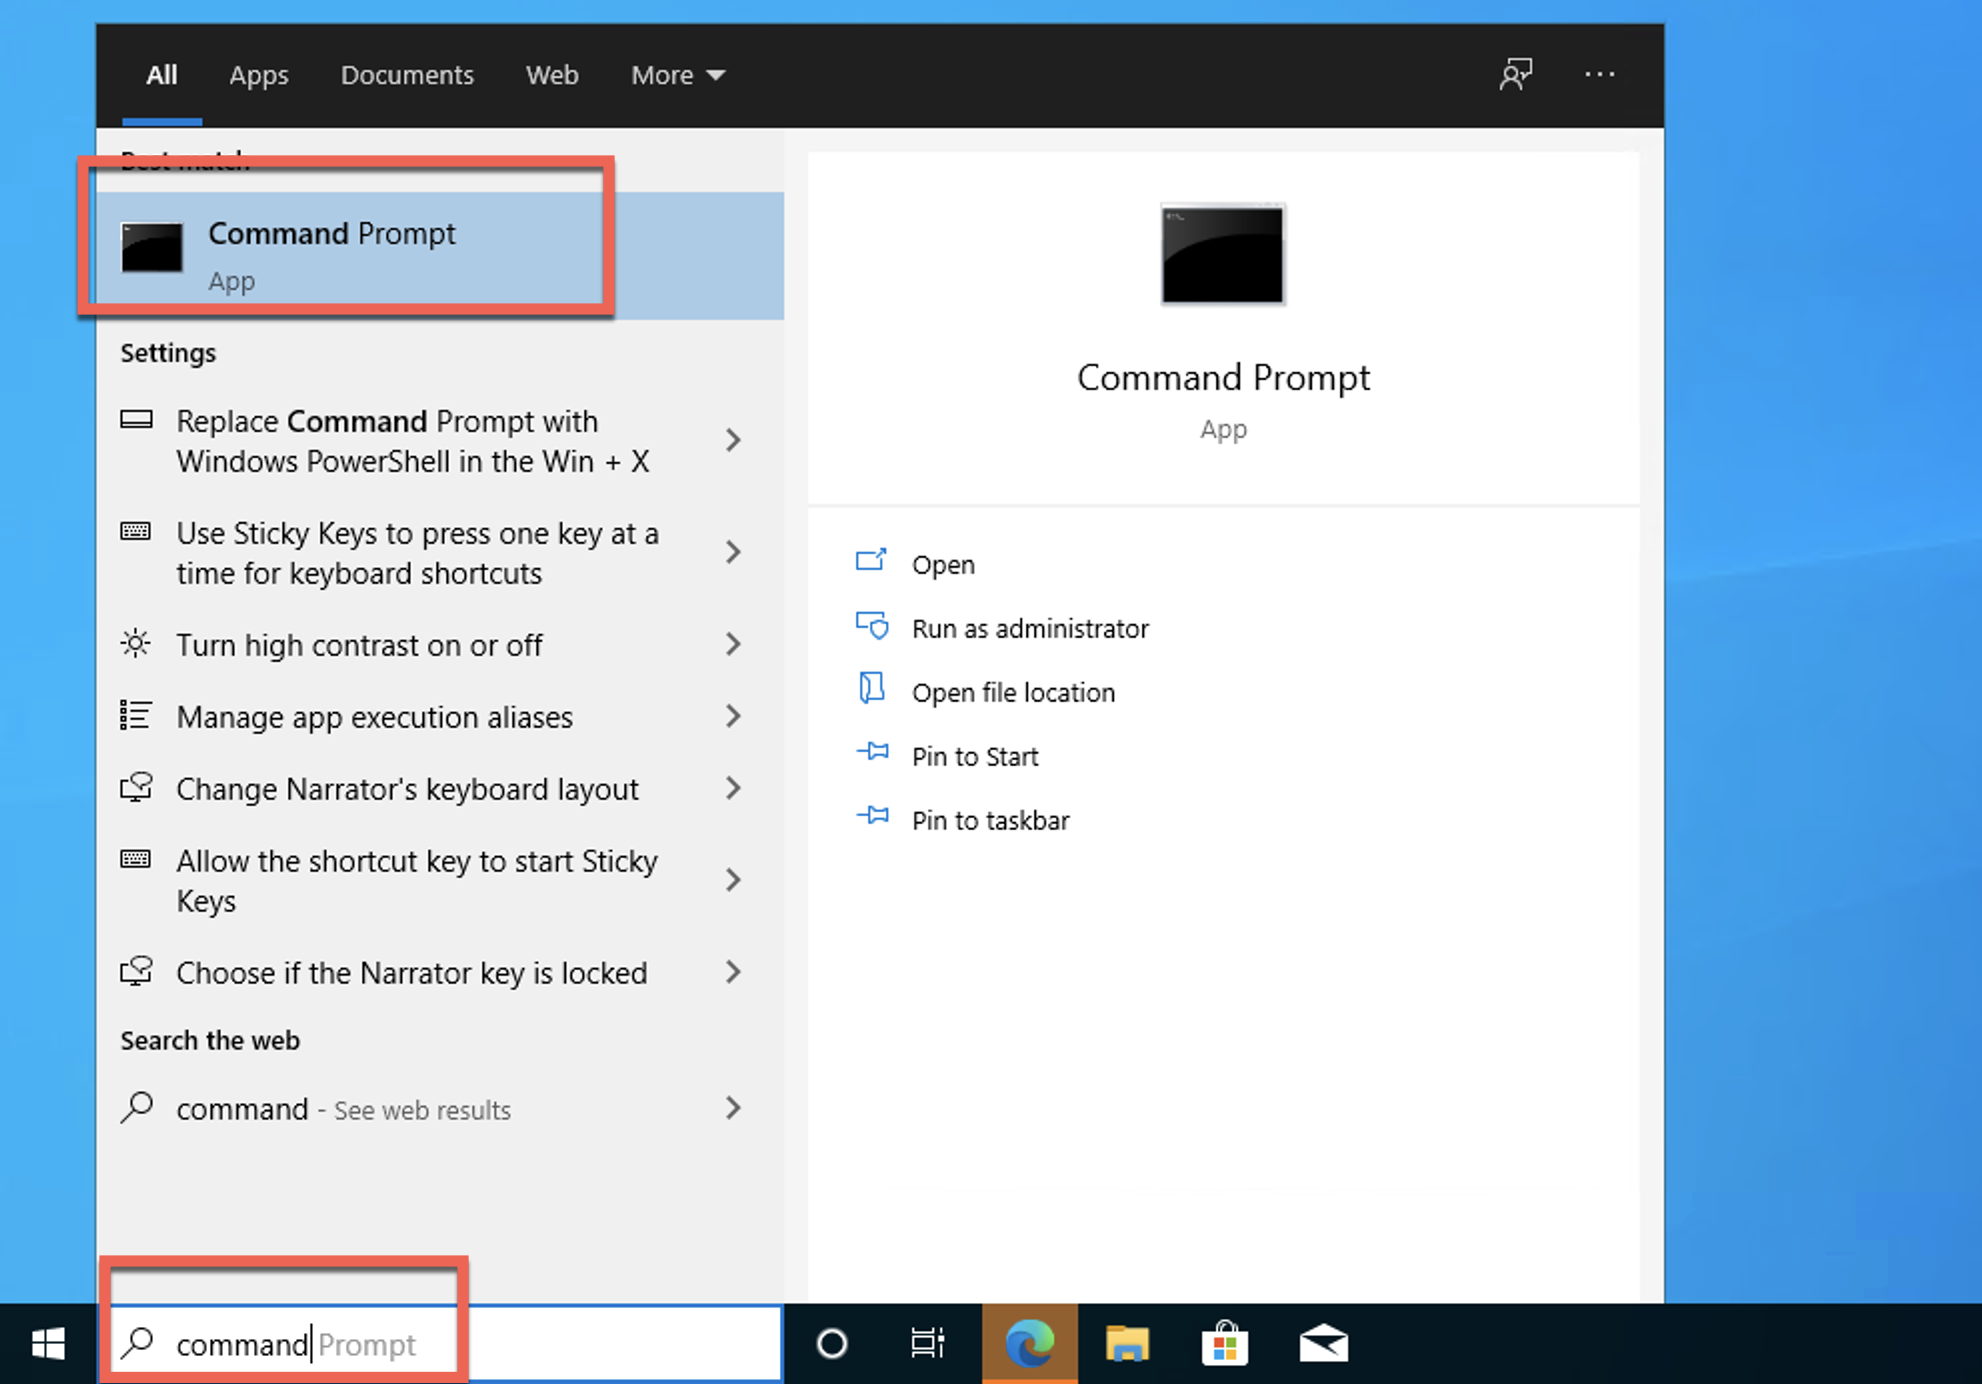 All Apps Documents Web More
Best match
Command Prompt
App
Settings
Replace Command Prompt with
Windows PowerShell in the Win + X
Use Sticky Keys to press one key at a
time for keyboard shortcuts
Turn high contrast on or off
Manage app execution aliases
Change Narrator's keyboard layout
Allow the shortcut key to start Sticky
Keys
Choose if the Narrator key is locked
Search the web
command - See web results
Command Prompt
App
Open
Run as administrator
Open file location
Pin to Start
Pin to taskbar
command Prompt